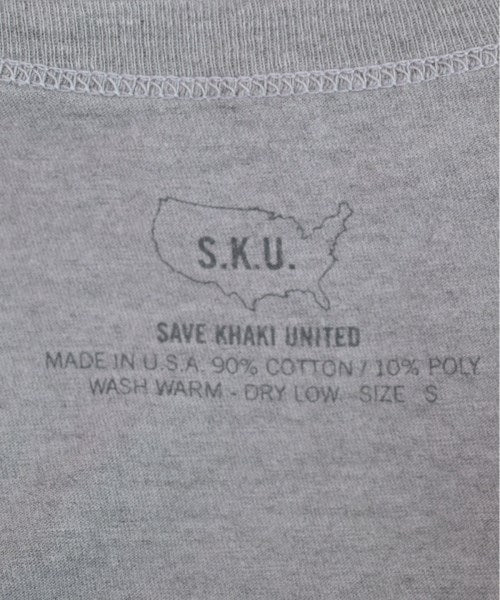 S.K.U.
SAVE KHAKI UNITED
MADE IN U.S.A. 90% COTTON / 10% POLY
WASH WARM - DRY LOW SIZE S